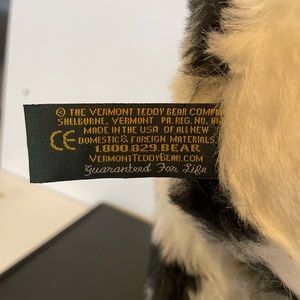 © THE VERMONT TEDDY BEAR COMP
SHELBURNE, VERMONT PA. REG. NO.
MADE IN THE USA OF ALL NEW
CE DOMESTIC & FOREIGN MATERIALS.
1.800.829.BEAR
VERMONTTEDDYBEAR.COM
Guaranteed For Life